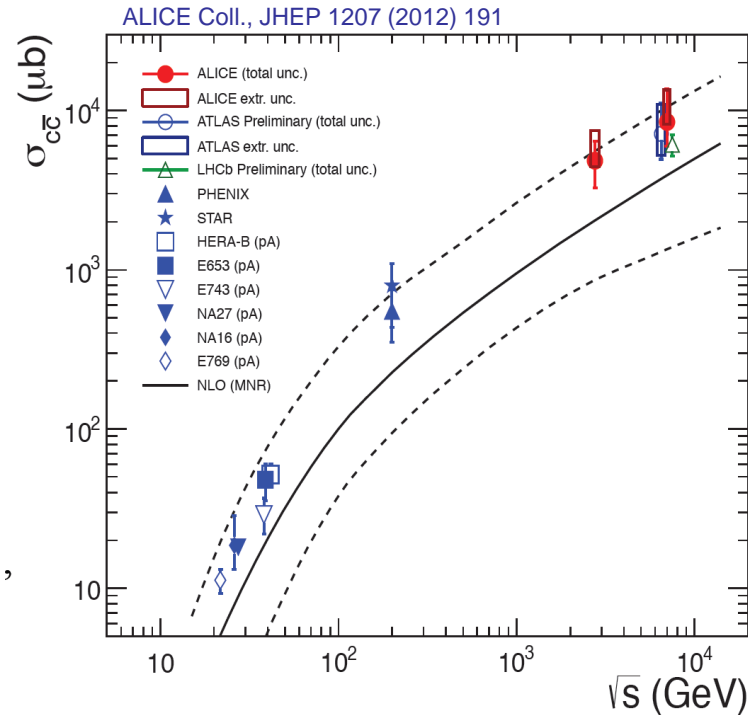 ALICE Coll., JHEP 1207 (2012) 191
σcc̅ (μb)
ALICE (total unc.)
ALICE extr. unc.
ATLAS Preliminary (total unc.)
ATLAS extr. unc.
LHCb Preliminary (total unc.)
PHENIX
STAR
HERA-B (pA)
E653 (pA)
E743 (pA)
NA27 (pA)
NA16 (pA)
E769 (pA)
NLO (MNR)
10⁴
10³
10²
10
,
10 10² 10³ 10⁴
√s (GeV)